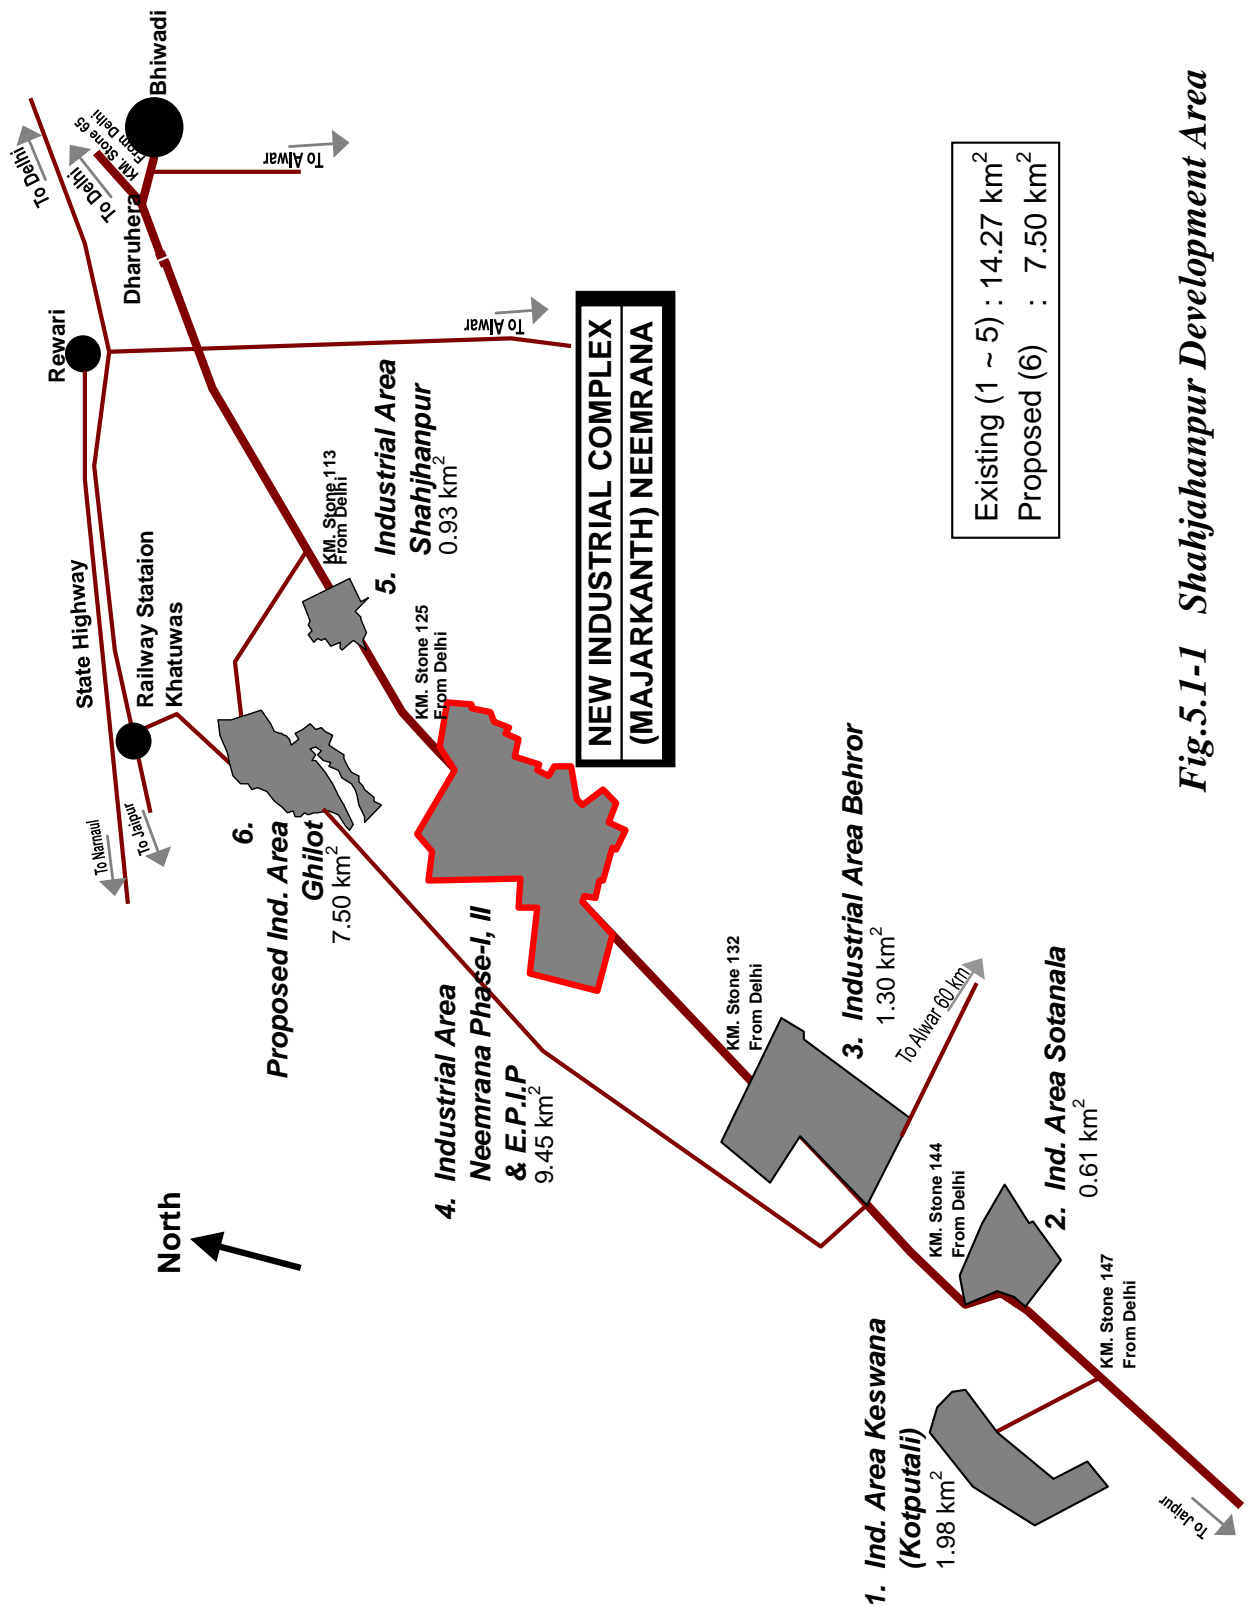 North
1. Ind. Area Keswana
(Kotputali)
1.98 km²
To Jaipur
KM. Stone 147
From Delhi
2. Ind. Area Sotanala
0.61 km²
KM. Stone 144
From Delhi
3. Industrial Area Behror
1.30 km²
To Alwar 60 km
KM. Stone 132
From Delhi
4. Industrial Area
Neemrana Phase-I, II
& E.P.I.P
9.45 km²
6.
Proposed Ind. Area
Ghilot
7.50 km²
To Narnaul
To Jaipur
State Highway
Railway Stataion
Khatuwas
KM. Stone 125
From Delhi
KM. Stone 113
From Delhi
5. Industrial Area
Shahjhanpur
0.93 km²
NEW INDUSTRIAL COMPLEX
(MAJARKANTH) NEEMRANA
Rewari
To Alwar
Dharuhera
To Delhi
To Delhi
KM. Stone 65
From Delhi
Bhiwadi
To Alwar
Existing (1 ~ 5) : 14.27 km²
Proposed (6) : 7.50 km²
Fig.5.1-1 Shahjahanpur Development Area